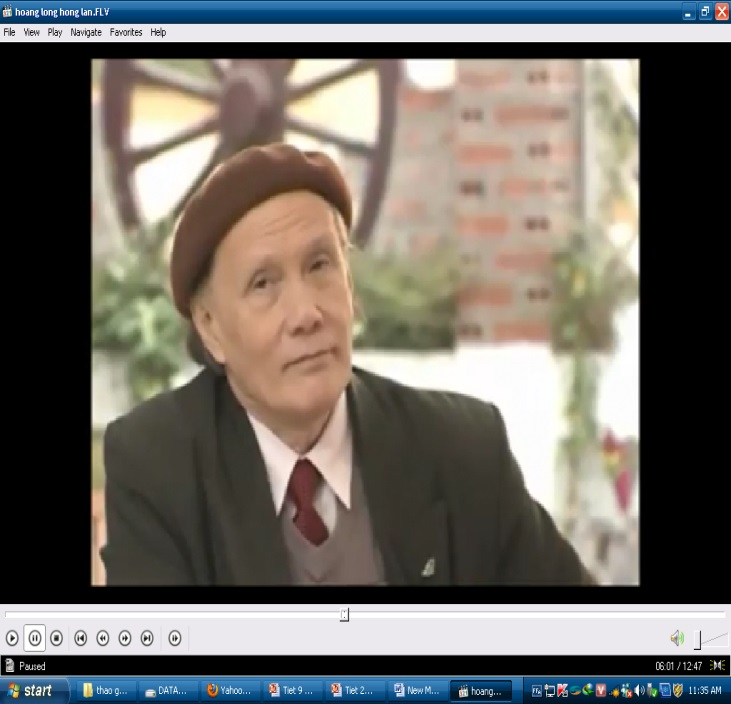 hoang long hong lan.FLV
File View Play Navigate Favorites Help
Paused
06:01 / 12:47
start
thao g...
DATA...
Yahoo...
Tiet 9 ...
Tiet 2...
New M...
hoang...
11:35 AM